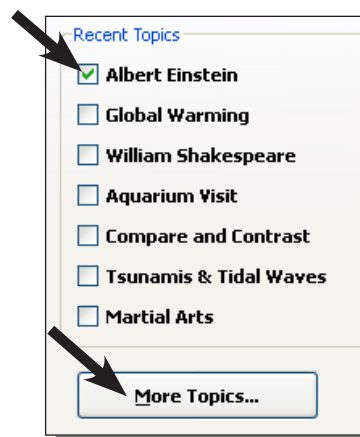 Recent Topics
Albert Einstein
Global Warming
William Shakespeare
Aquarium Visit
Compare and Contrast
Tsunamis & Tidal Waves
Martial Arts
More Topics...